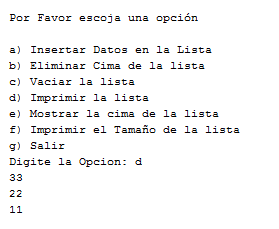 Por Favor escoja una opción
a) Insertar Datos en la Lista
b) Eliminar Cima de la lista
c) Vaciar la lista
d) Imprimir la lista
e) Mostrar la cima de la lista
f) Imprimir el Tamaño de la lista
g) Salir
Digite la Opcion: d
33
22
11